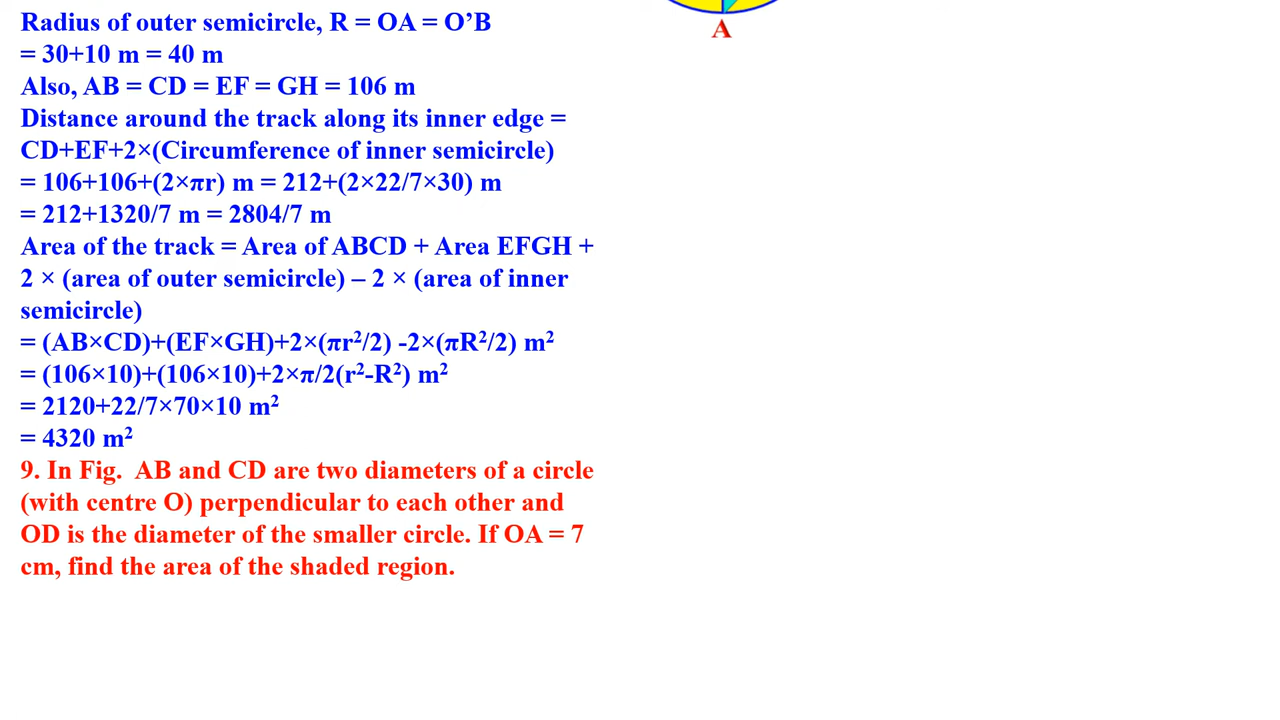 Radius of outer semicircle, R = OA = O’B
= 30+10 m = 40 m
Also, AB = CD = EF = GH = 106 m
Distance around the track along its inner edge =
CD+EF+2×(Circumference of inner semicircle)
= 106+106+(2×πr) m = 212+(2×22/7×30) m
= 212+1320/7 m = 2804/7 m
Area of the track = Area of ABCD + Area EFGH +
2 × (area of outer semicircle) – 2 × (area of inner
semicircle)
= (AB×CD)+(EF×GH)+2×(πr²/2) -2×(πR²/2) m²
= (106×10)+(106×10)+2×π/2(r²-R²) m²
= 2120+22/7×70×10 m²
= 4320 m²
9. In Fig.  AB and CD are two diameters of a circle
(with centre O) perpendicular to each other and
OD is the diameter of the smaller circle. If OA = 7
cm, find the area of the shaded region.
A